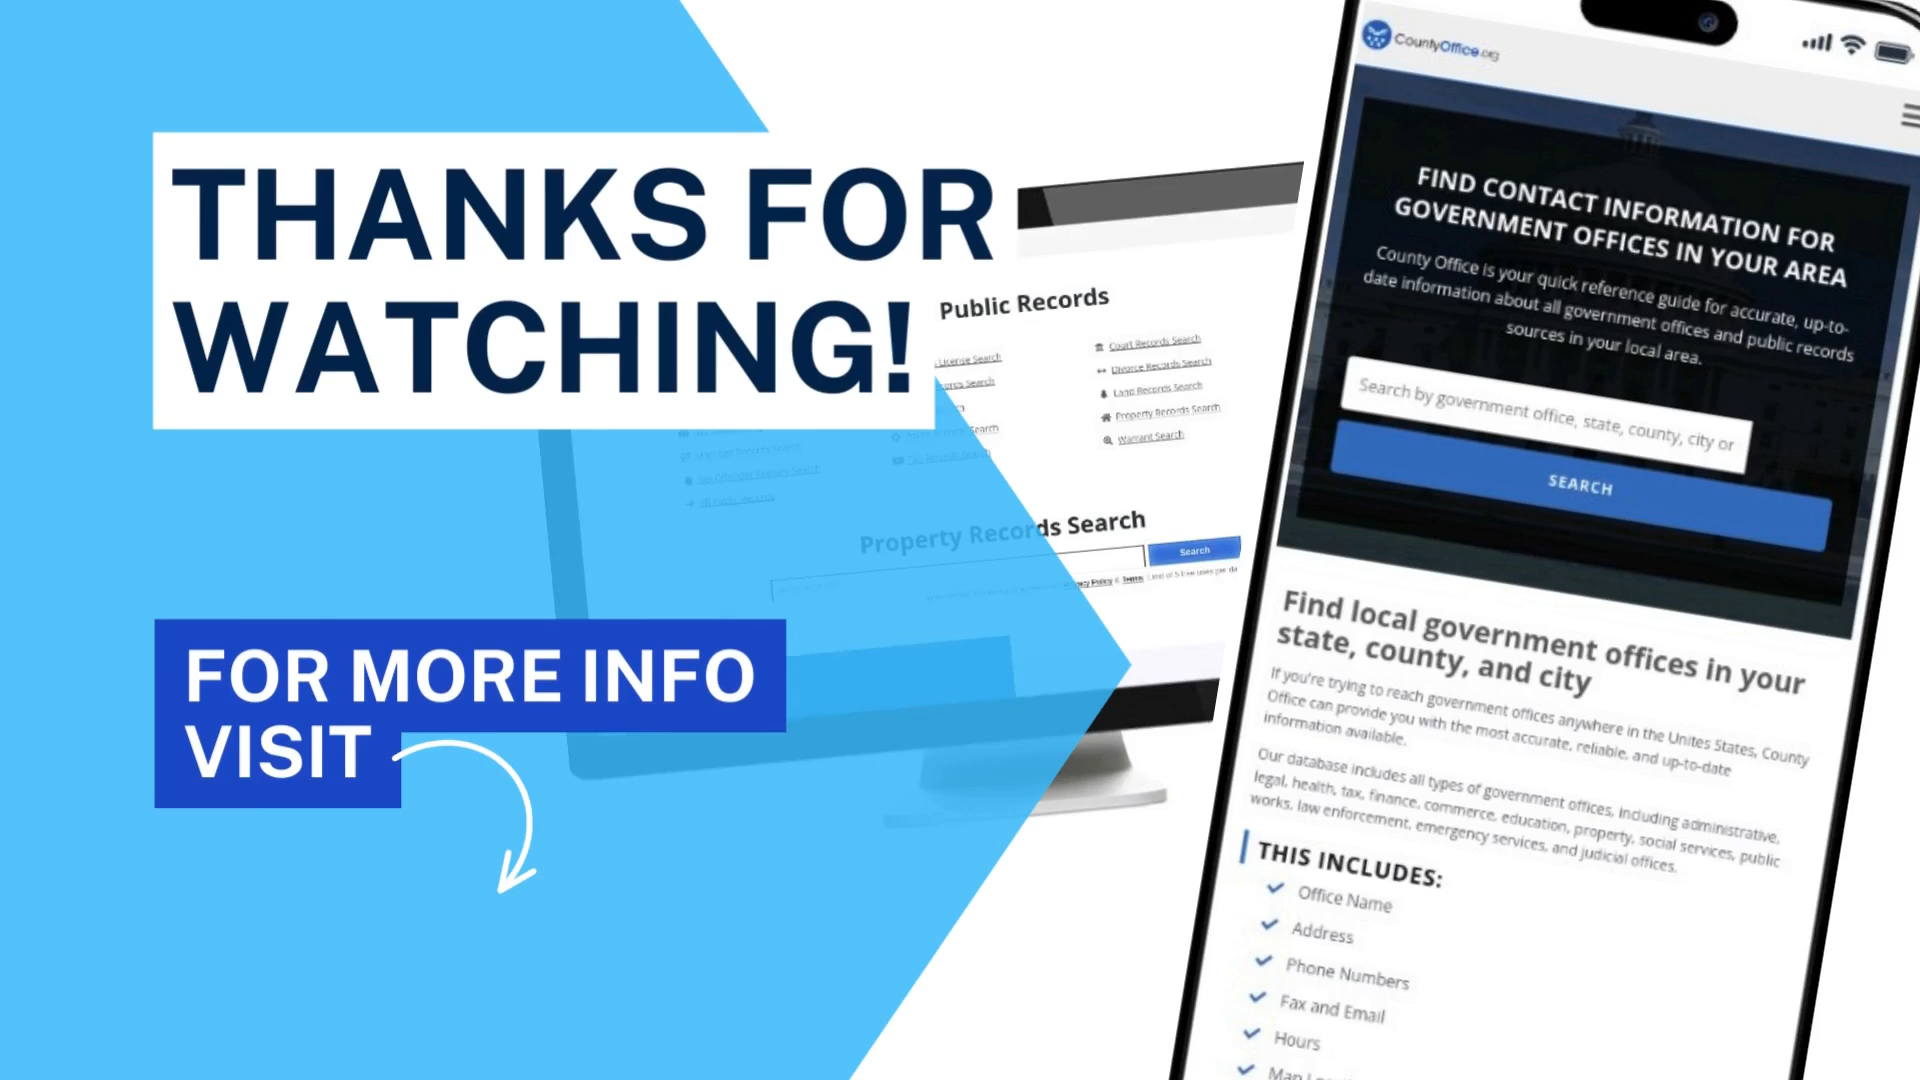 THANKS FOR
WATCHING!
FOR MORE INFO
VISIT
Public Records
License Search
Search
Search
Court Records Search
Divorce Records Search
Land Records Search
Property Records Search
Warrant Search
Property Records Search
Search
CountyOffice.org
FIND CONTACT INFORMATION FOR
GOVERNMENT OFFICES IN YOUR AREA
County Office is your quick reference guide for accurate, up-to-
date information about all government offices and public records
sources in your local area.
Search by government office, state, county, city or
SEARCH
Find local government offices in your
state, county, and city
If you're trying to reach government offices anywhere in the Unites States, County
Office can provide you with the most accurate, reliable, and up-to-date
information available.
Our database includes all types of government offices, including administrative,
legal, health, tax, finance, commerce, education, property, social services, public
works, law enforcement, emergency services, and judicial offices.
THIS INCLUDES:
Office Name
Address
Phone Numbers
Fax and Email
Hours